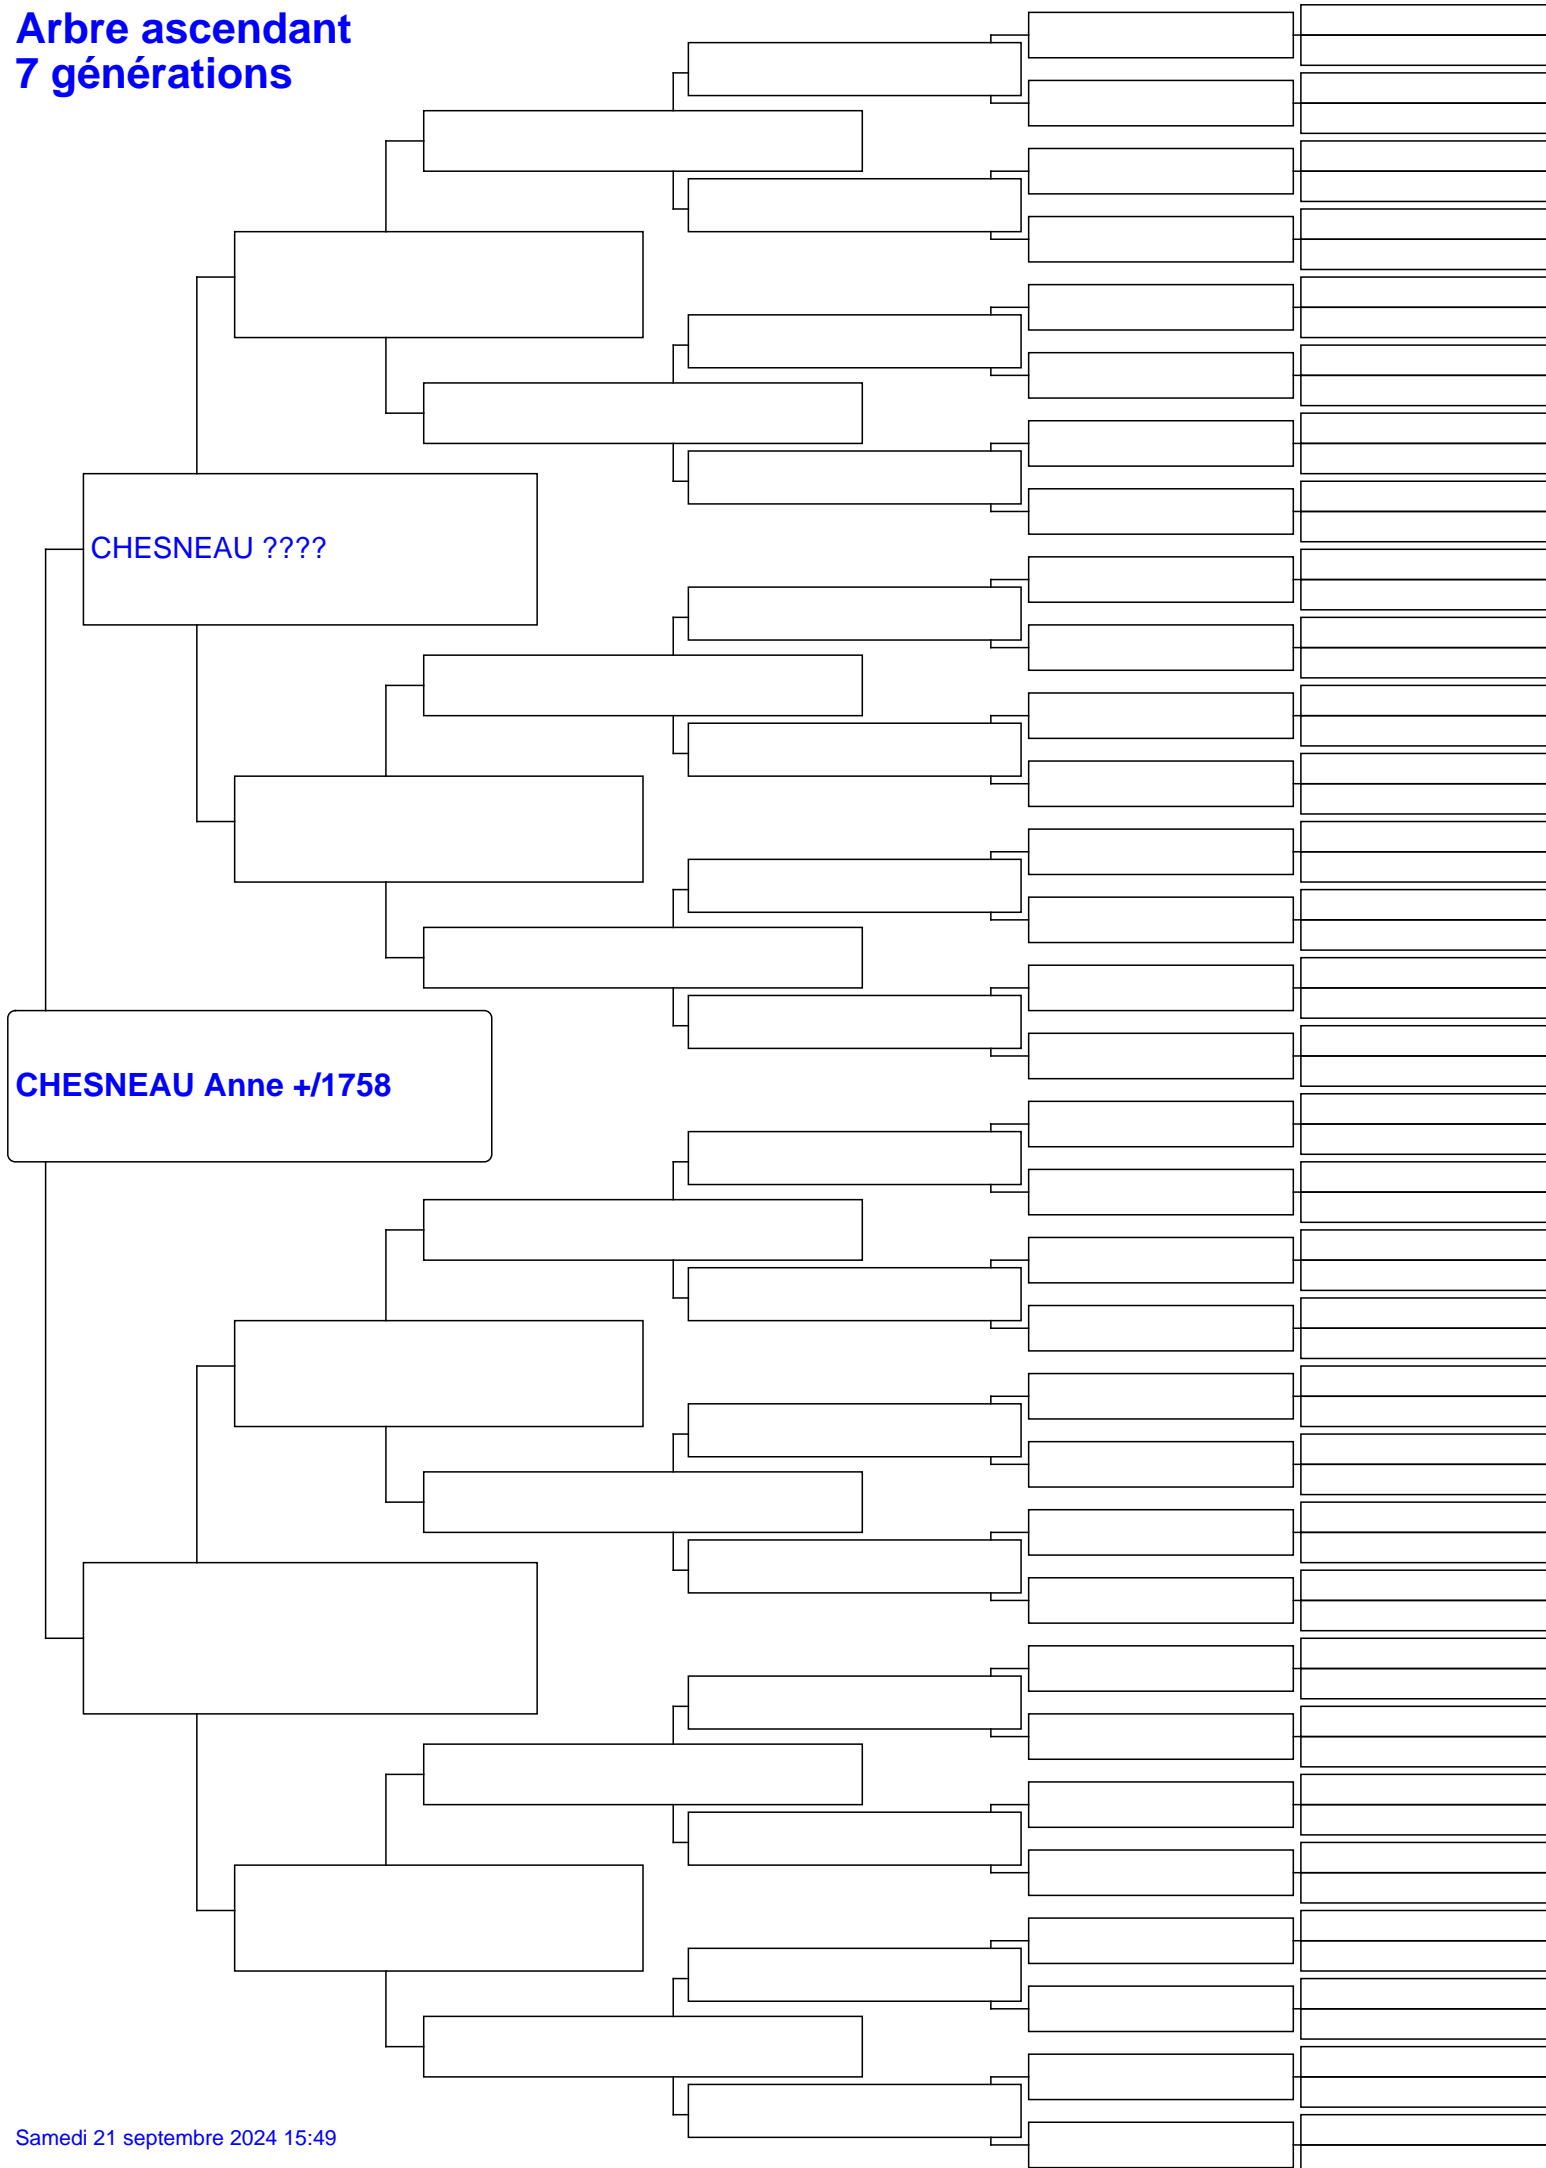 Arbre ascendant
7 générations
CHESNEAU ????
CHESNEAU Anne +/1758
Samedi 21 septembre 2024 15:49